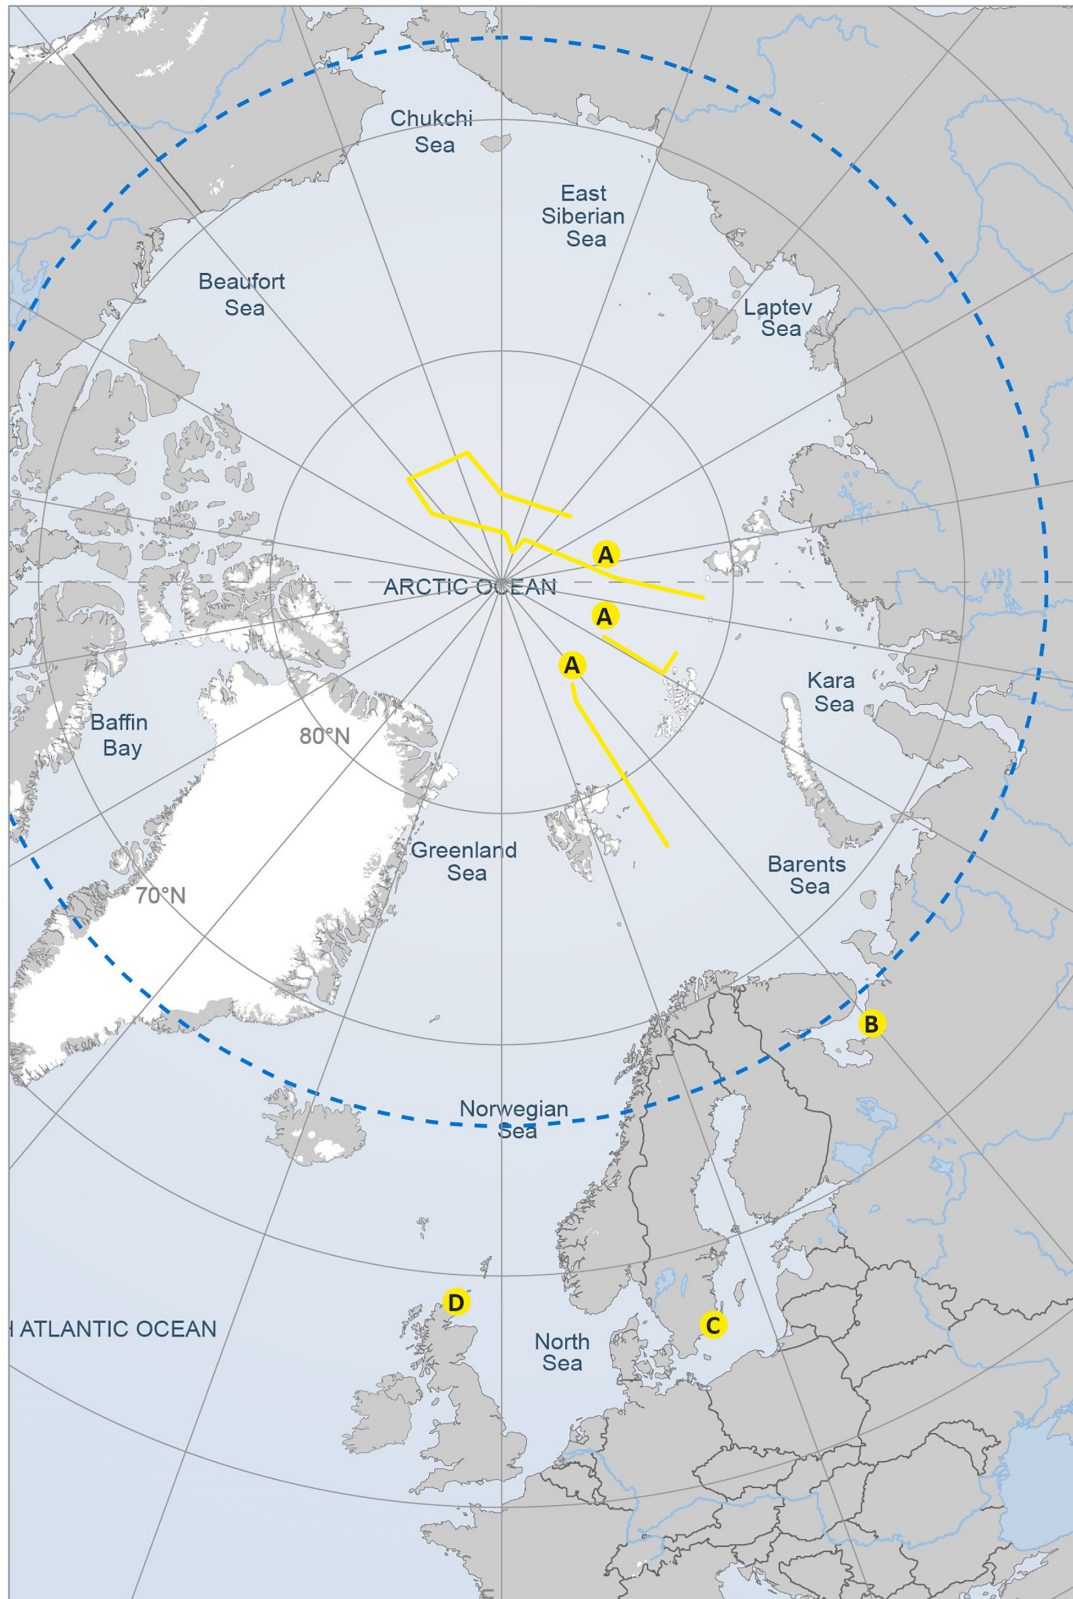 Chukchi
Sea
East
Siberian
Sea
Beaufort
Sea
Laptev
Sea
A
ARCTIC OCEAN
A
A
Kara
Sea
Baffin
Bay
80°N
Greenland
Sea
Barents
Sea
70°N
B
Norwegian
Sea
D
C
ATLANTIC OCEAN
North
Sea